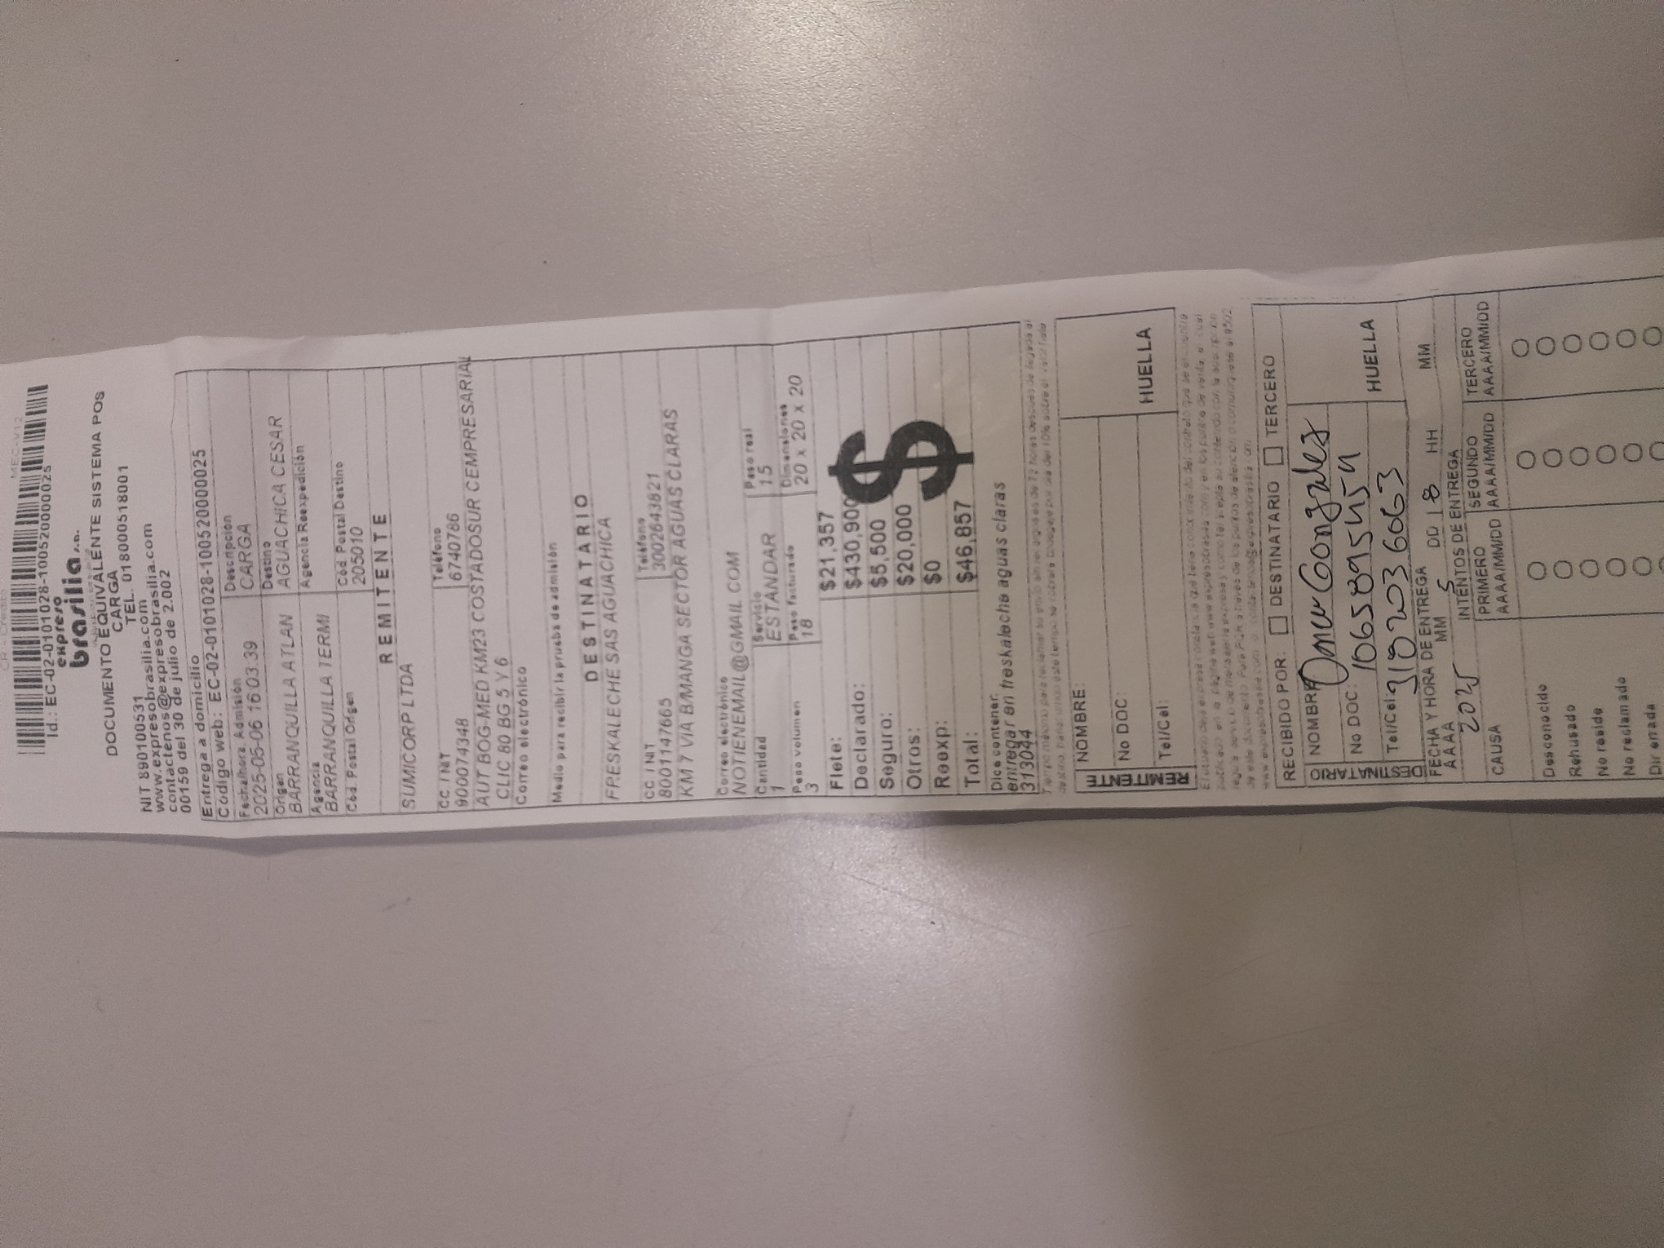 Id.: EC-02-0101028-10052000000025
expreso
brasilia s.a.
DOCUMENTO EQUIVALENTE SISTEMA POS
CARGA
TEL. 018000518001
NIT 890100531
www.expresobrasilia.com
contactenos@expresobrasilia.com
00159 del 30 de julio de 2.002
Entrega a domicilio
Código web: EC-02-0101028-10052000000025
Fecha/hora Admisión Descripción
2025-05-06 16:03:39 CARGA
Origen Destino
BARRANQUILLA ATLAN AGUACHICA CESAR
Agencia Agencia Reexpedición
BARRANQUILLA TERMI
Cód. Postal Origen Cód. Postal Destino
205010
REMITENTE
SUMICORP LTDA
CC / NIT Teléfono
900074348 6740786
AUT BOG-MED KM23 COSTADOSUR CEMPRESARIAL
CLIC 80 BG 5 Y 6
Correo electrónico
Medio para recibir la prueba de admisión
DESTINATARIO
FRESKALECHE SAS AGUACHICA
CC / NIT Teléfono
8001147665 3002643821
KM 7 VIA B/MANGA SECTOR AGUAS CLARAS
Correo electrónico
NOTIENEMAIL@GMAIL.COM
Cantidad Servicio Peso real
1 ESTANDAR 15
Peso volumen Peso facturado Dimensiones
3 18 20 x 20 x 20
Flete: $21,357
Declarado: $430,900
Seguro: $5,500
Otros: $20,000
Reexp: $0
Total: $46,857
$
$
Dice contener:
entregar en freskaleche aguas claras
313044
REMITENTE
NOMBRE:
No DOC:
Tel/Cel:
HUELLA
RECIBIDO POR: DESTINATARIO TERCERO
DESTINATARIO
NOMBRE: Omar Gonzalez
No DOC: 1065895454
Tel/Cel: 3182036063
HUELLA
FECHA Y HORA DE ENTREGA
AAAA MM DD HH MM
2025 5 18
INTENTOS DE ENTREGA
CAUSA PRIMERO SEGUNDO TERCERO
AAAA/MM/DD AAAA/MM/DD AAAA/MM/DD
Desconocido
Rehusado
No reside
No reclamado
Dir errada